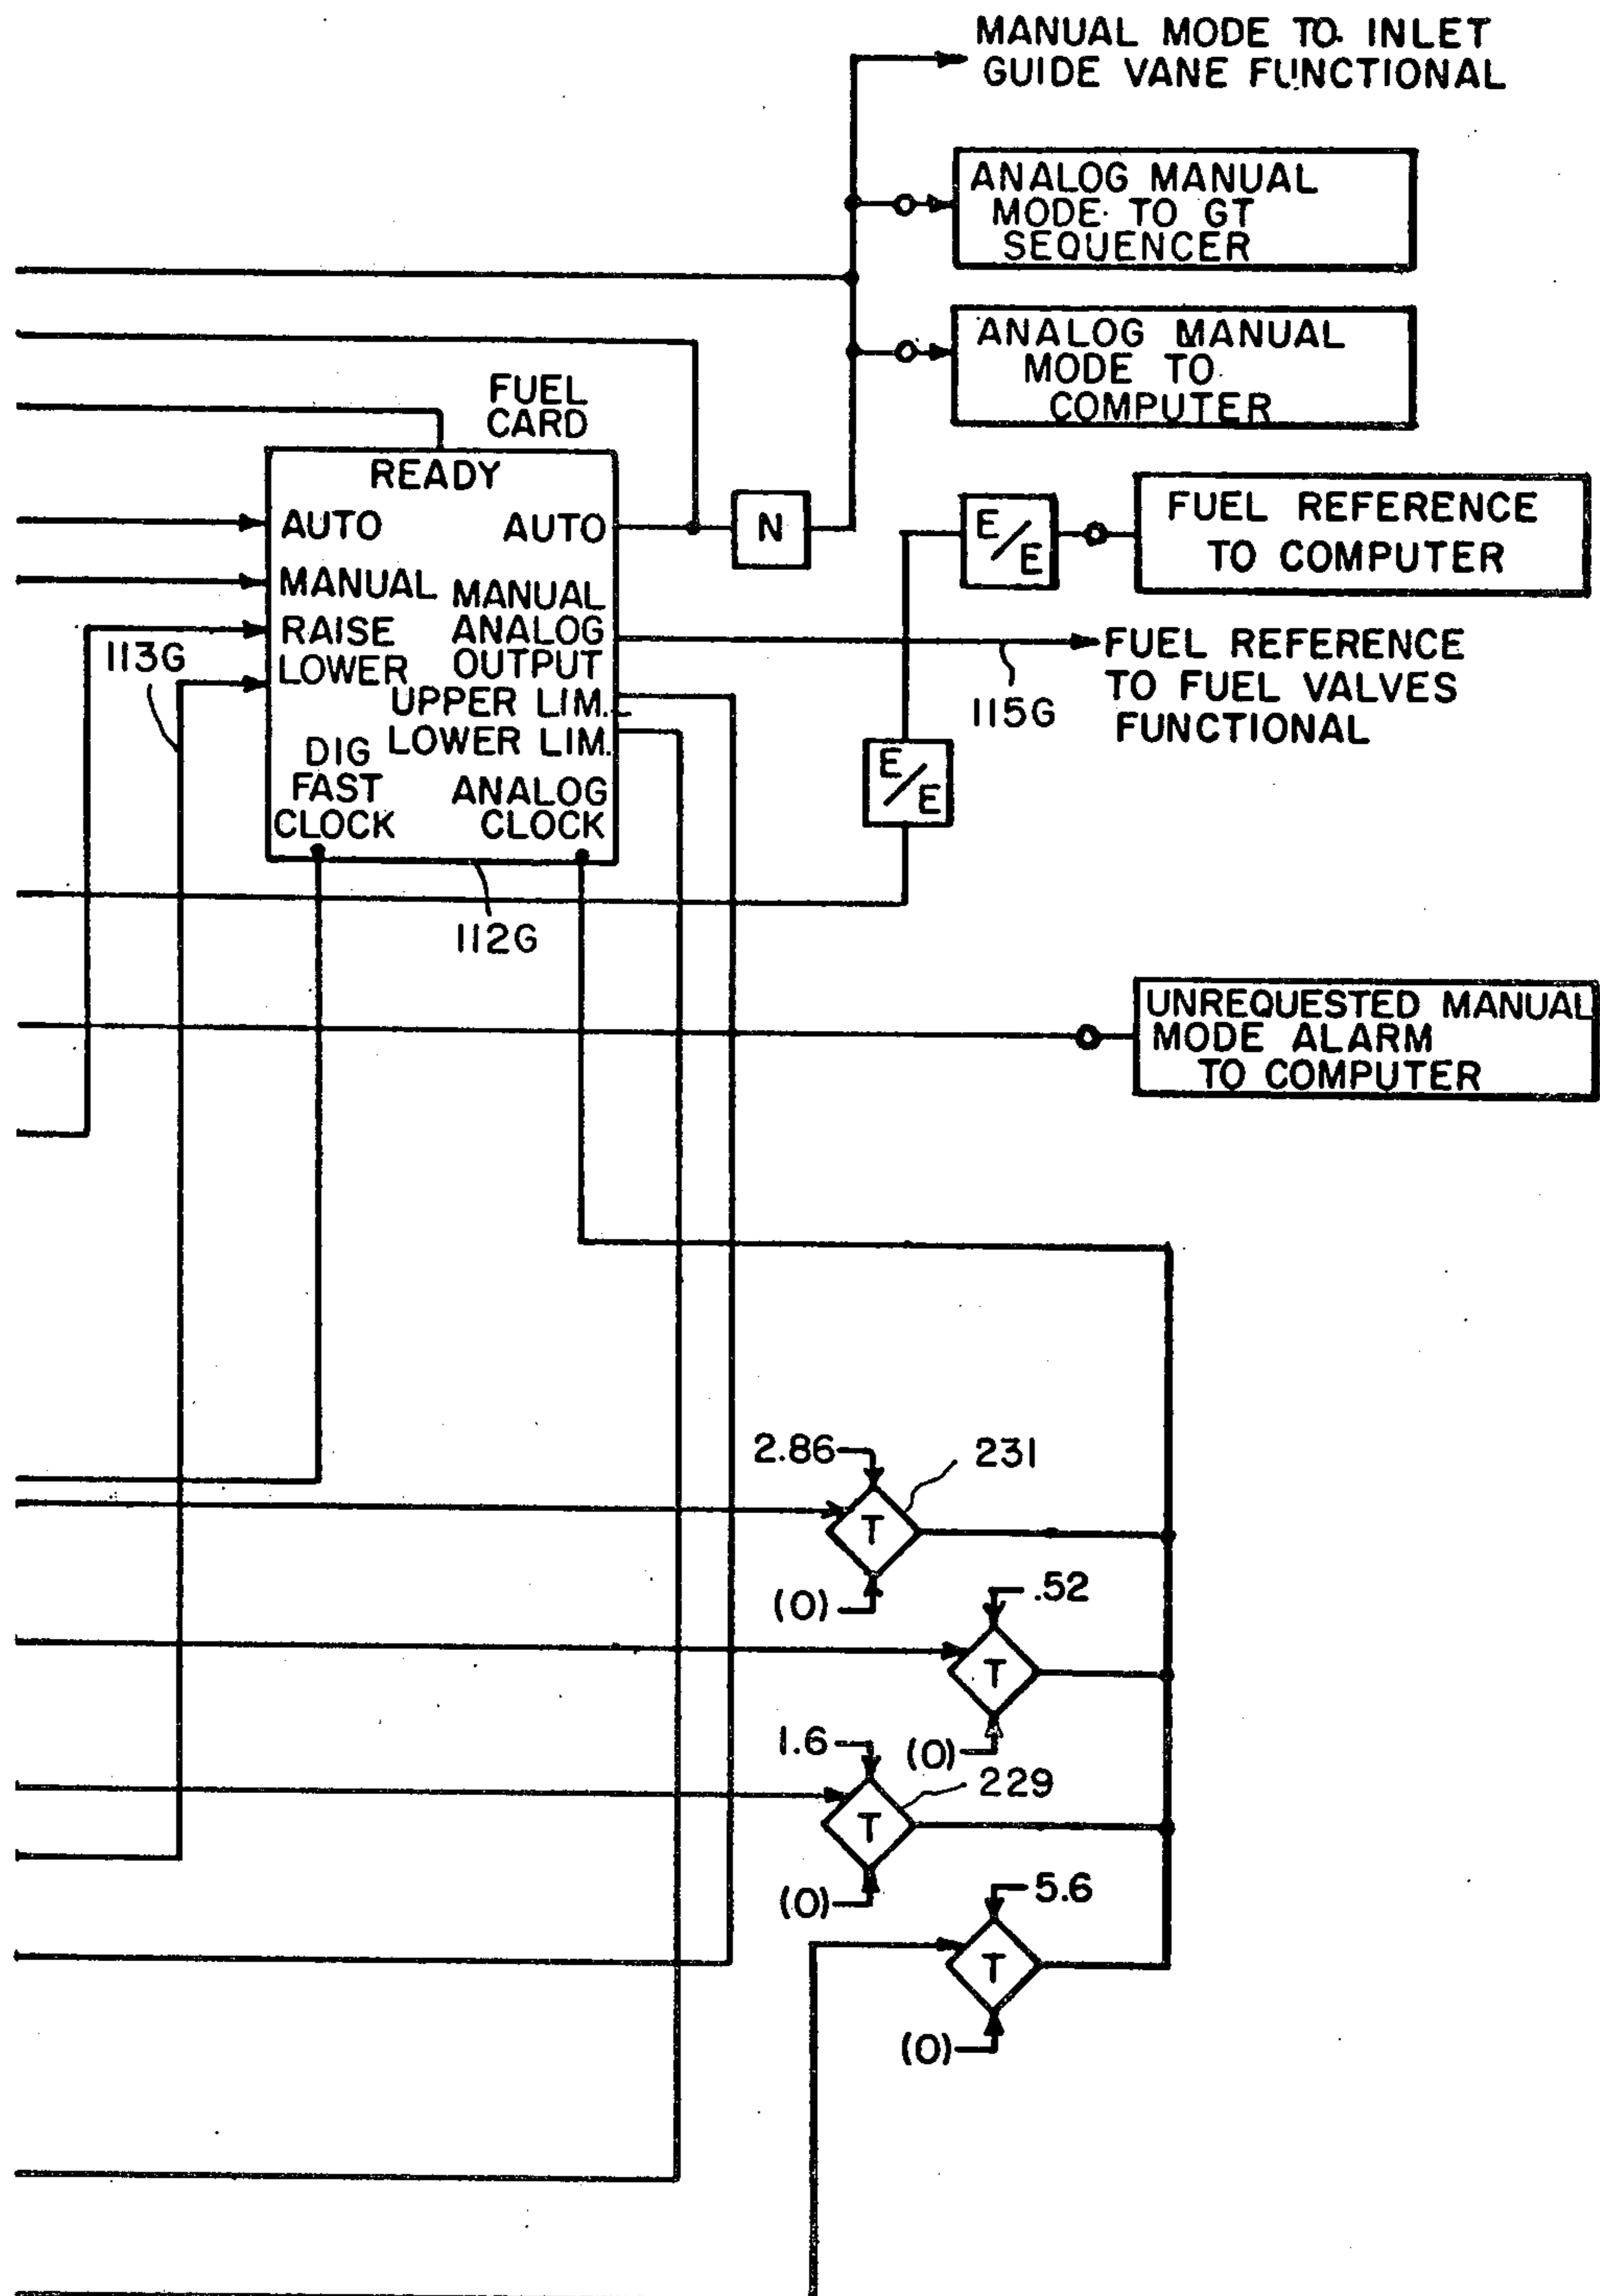 MANUAL MODE TO INLET
GUIDE VANE FUNCTIONAL
ANALOG MANUAL
MODE TO GT
SEQUENCER
ANALOG MANUAL
MODE TO
COMPUTER
FUEL
CARD
READY
AUTO
AUTO
N
E/E
FUEL REFERENCE
TO COMPUTER
MANUAL
MANUAL
ANALOG
OUTPUT
RAISE
LOWER
113G
FUEL REFERENCE
TO FUEL VALVES
FUNCTIONAL
115G
UPPER LIM.
LOWER LIM.
DIG
FAST
CLOCK
ANALOG
CLOCK
E/E
112G
UNREQUESTED MANUAL
MODE ALARM
TO COMPUTER
2.86
231
T
(0)
.52
T
(0)
1.6
229
T
(0)
5.6
T
(0)